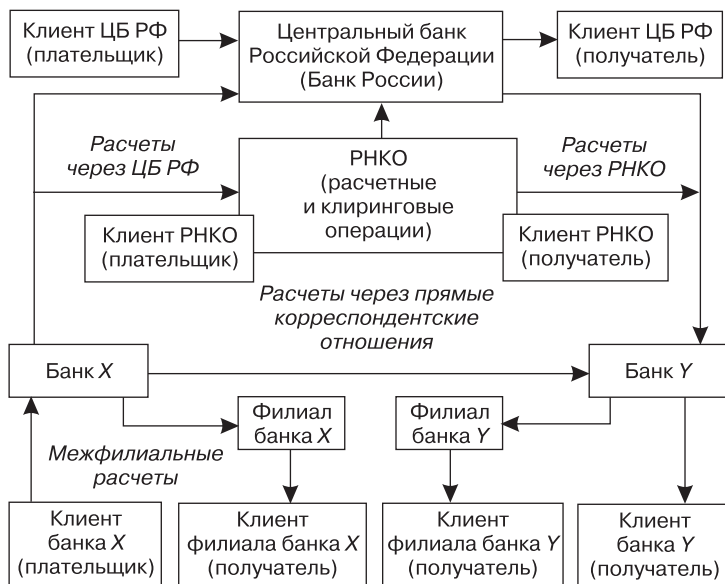 Клиент ЦБ РФ
(плательщик)
Центральный банк
Российской Федерации
(Банк России)
Клиент ЦБ РФ
(получатель)
Расчеты
через ЦБ РФ
РНКО
(расчетные
и клиринговые
операции)
Расчеты
через РНКО
Клиент РНКО
(плательщик)
Клиент РНКО
(получатель)
Расчеты через прямые
корреспондентские
отношения
Банк X
Банк Y
Филиал
банка X
Филиал
банка Y
Межфилиальные
расчеты
Клиент
банка X
(плательщик)
Клиент
филиала банка X
(получатель)
Клиент
филиала банка Y
(получатель)
Клиент
банка Y
(получатель)